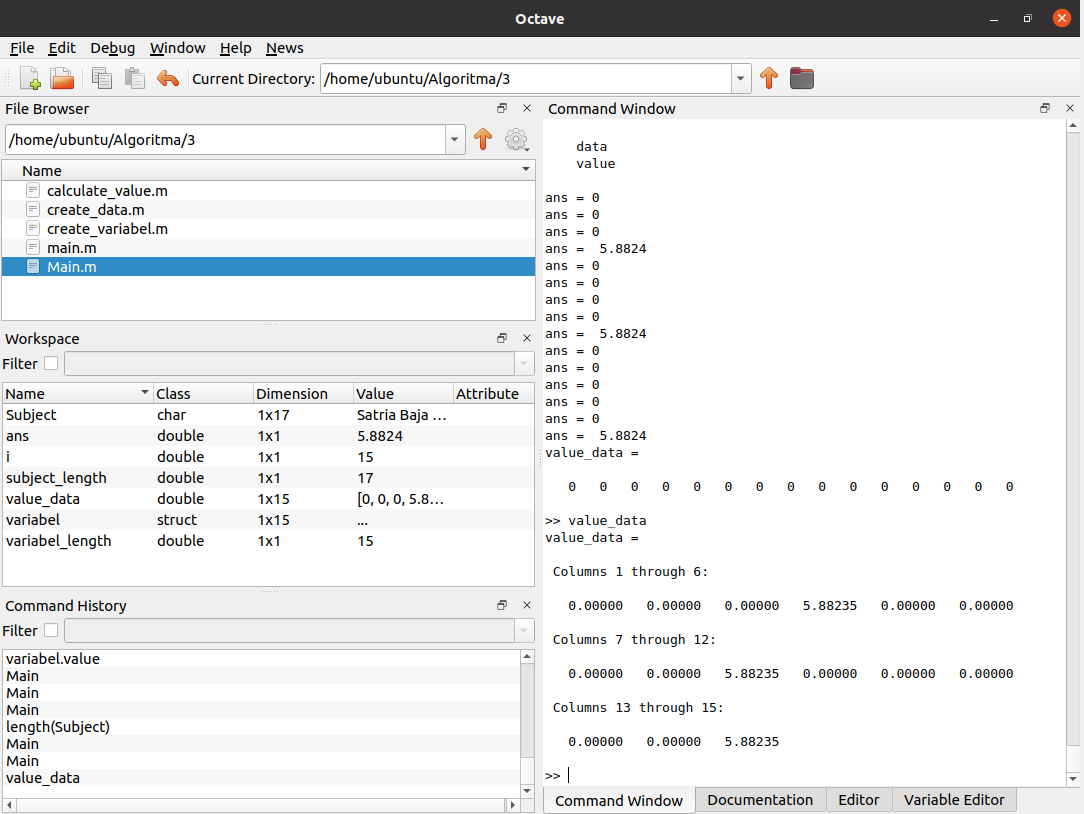 Octave
File Edit Debug Window Help News
Current Directory: /home/ubuntu/Algoritma/3
File Browser
/home/ubuntu/Algoritma/3
Name
calculate_value.m
create_data.m
create_variabel.m
main.m
Main.m
Workspace
Filter
Name Class Dimension Value Attribute
Subject char 1x17 Satria Baja ...
ans double 1x1 5.8824
i double 1x1 15
subject_length double 1x1 17
value_data double 1x15 [0, 0, 0, 5.8...
variabel struct 1x15 ...
variabel_length double 1x1 15
Command History
Filter
variabel.value
Main
Main
Main
length(Subject)
Main
Main
value_data
Command Window
data
value
ans = 0
ans = 0
ans = 0
ans =  5.8824
ans = 0
ans = 0
ans = 0
ans = 0
ans =  5.8824
ans = 0
ans = 0
ans = 0
ans = 0
ans = 0
ans =  5.8824
value_data =
0   0   0   0   0   0   0   0   0   0   0   0   0   0   0
>> value_data
value_data =
Columns 1 through 6:
0.00000   0.00000   0.00000   5.88235   0.00000   0.00000
Columns 7 through 12:
0.00000   0.00000   5.88235   0.00000   0.00000   0.00000
Columns 13 through 15:
0.00000   0.00000   5.88235
>>
Command Window Documentation Editor Variable Editor